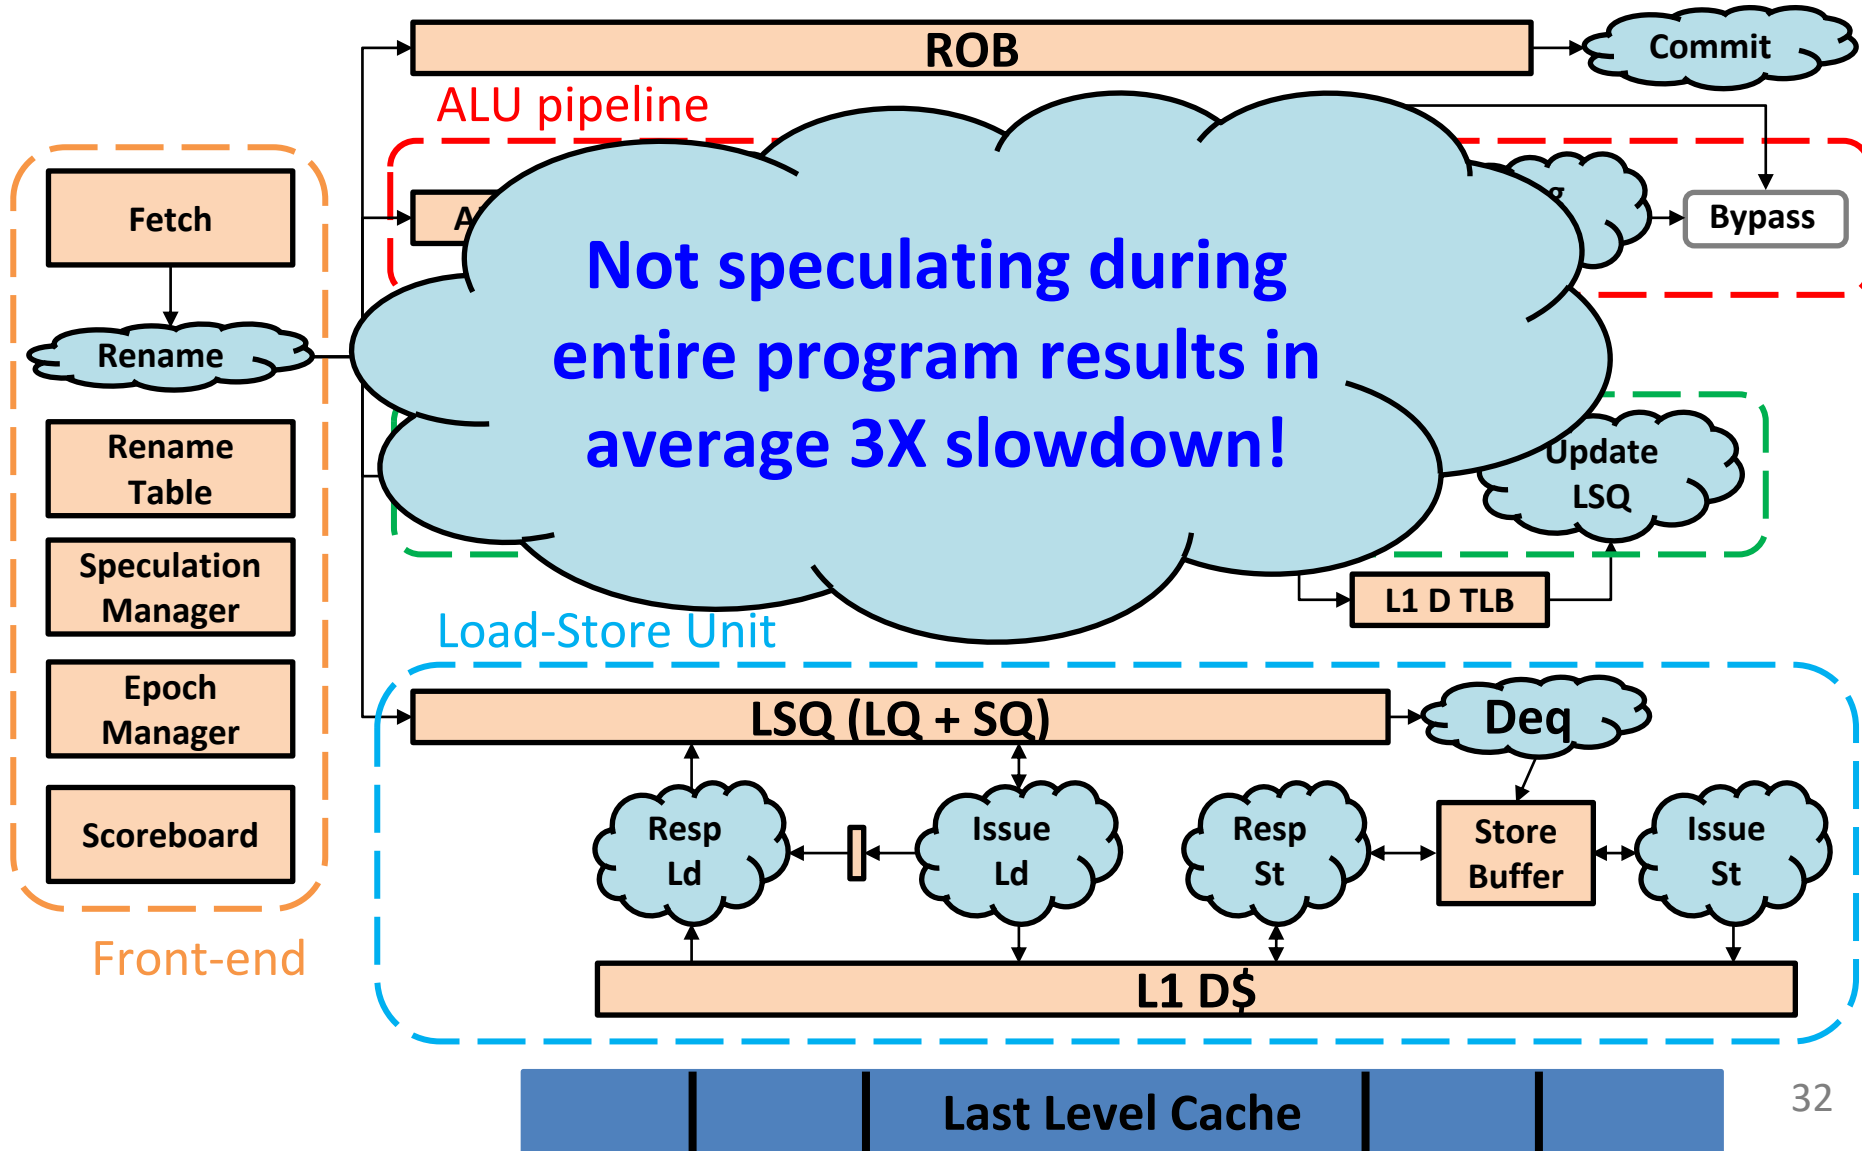 ROB
Commit
ALU pipeline
Fetch
Bypass
Not speculating during
entire program results in
average 3X slowdown!
Rename
Rename
Table
Update
LSQ
Speculation
Manager
L1 D TLB
Load-Store Unit
Epoch
Manager
LSQ (LQ + SQ)
Deq
Scoreboard
Resp
Ld
Issue
Ld
Resp
St
Store
Buffer
Issue
St
Front-end
L1 D$
Last Level Cache
32